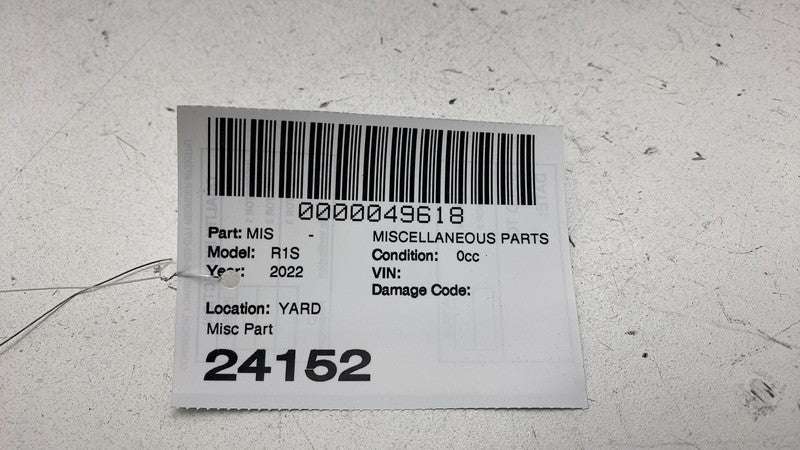 0000049618
Part: MIS - MISCELLANEOUS PARTS
Model: R1S Condition: 0cc
Year: 2022 VIN:
Damage Code:
Location: YARD
Misc Part
24152